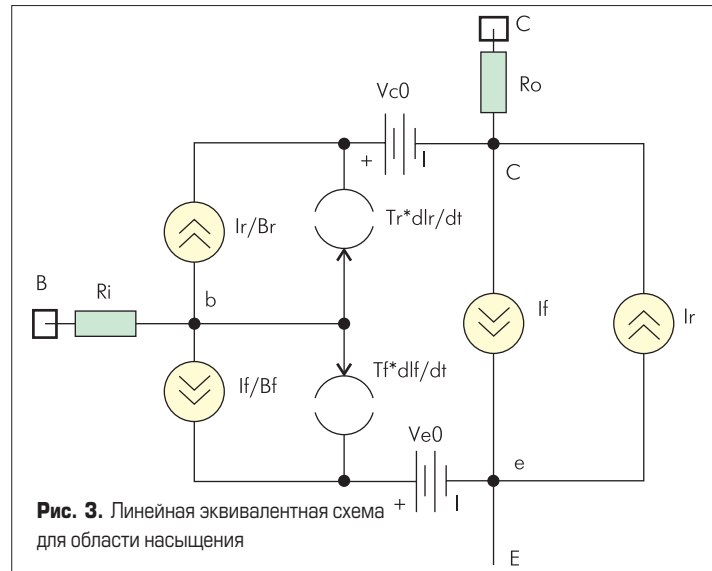 C
Ro
Vc0
+
C
Ir/Br
Tr*dIr/dt
B
Ri
b
If
Ir
If/Bf
Tf*dIf/dt
Ve0
+
e
E
Рис. 3. Линейная эквивалентная схема
для области насыщения